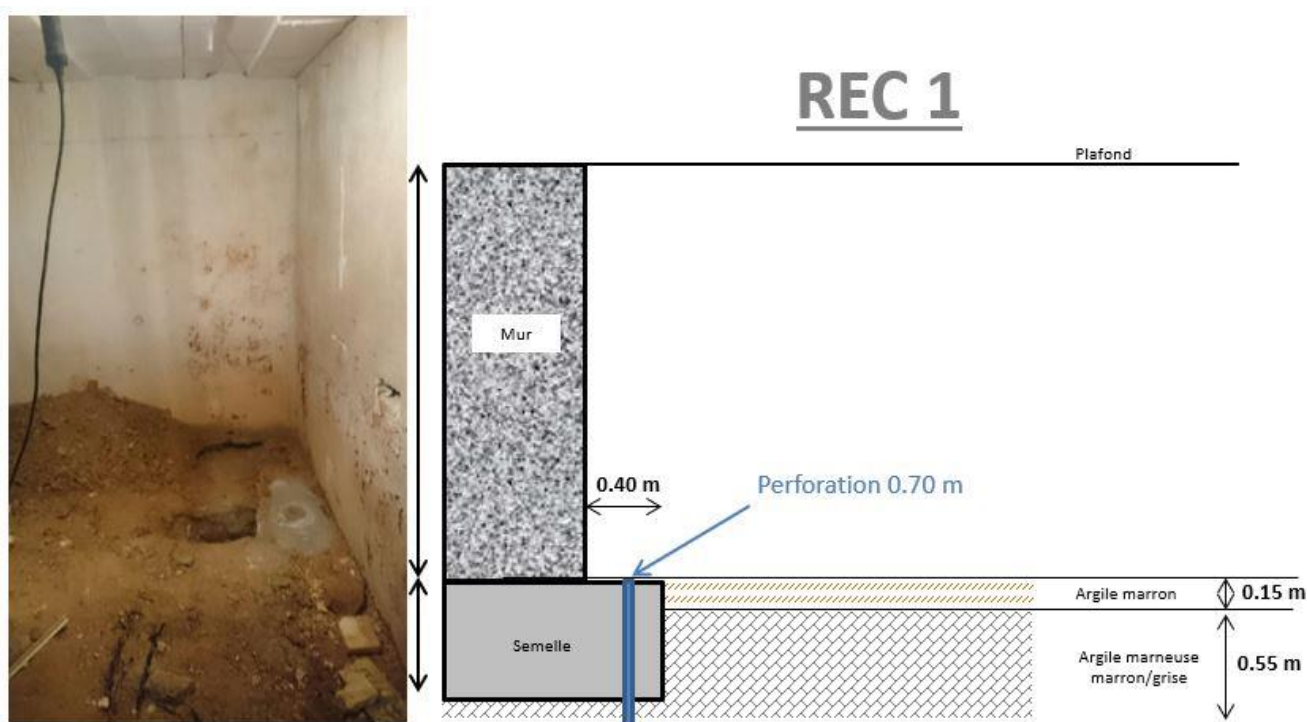 REC 1
Plafond
Mur
0.40 m
Perforation 0.70 m
Argile marron
0.15 m
Semelle
Argile marneuse
marron/grise
0.55 m